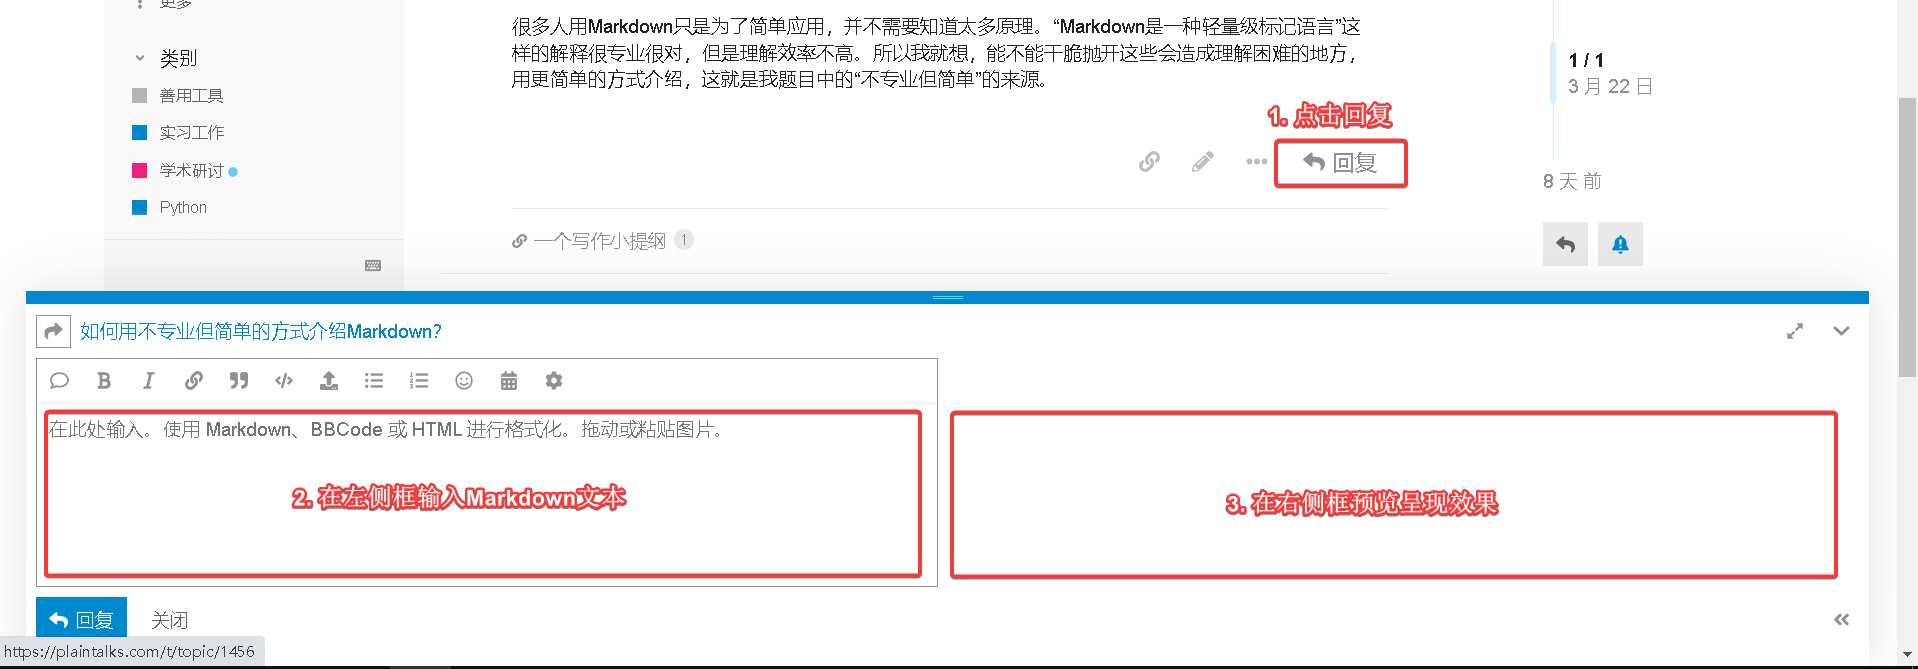 更多
很多人用Markdown只是为了简单应用，并不需要知道太多原理。“Markdown是一种轻量级标记语言”这
样的解释很专业很对，但是理解效率不高。所以我就想，能不能干脆抛开这些会造成理解困难的地方，
用更简单的方式介绍，这就是我题目中的“不专业但简单”的来源。
类别
善用工具
实习工作
学术研讨
Python
1 / 1
3 月 22 日
1. 点击回复
回复
8 天 前
一个写作小提纲 1
如何用不专业但简单的方式介绍Markdown?
B I
在此处输入。使用 Markdown、BBCode 或 HTML 进行格式化。拖动或粘贴图片。
2. 在左侧框输入Markdown文本
3. 在右侧框预览呈现效果
回复 关闭
https://plaintalks.com/t/topic/1456